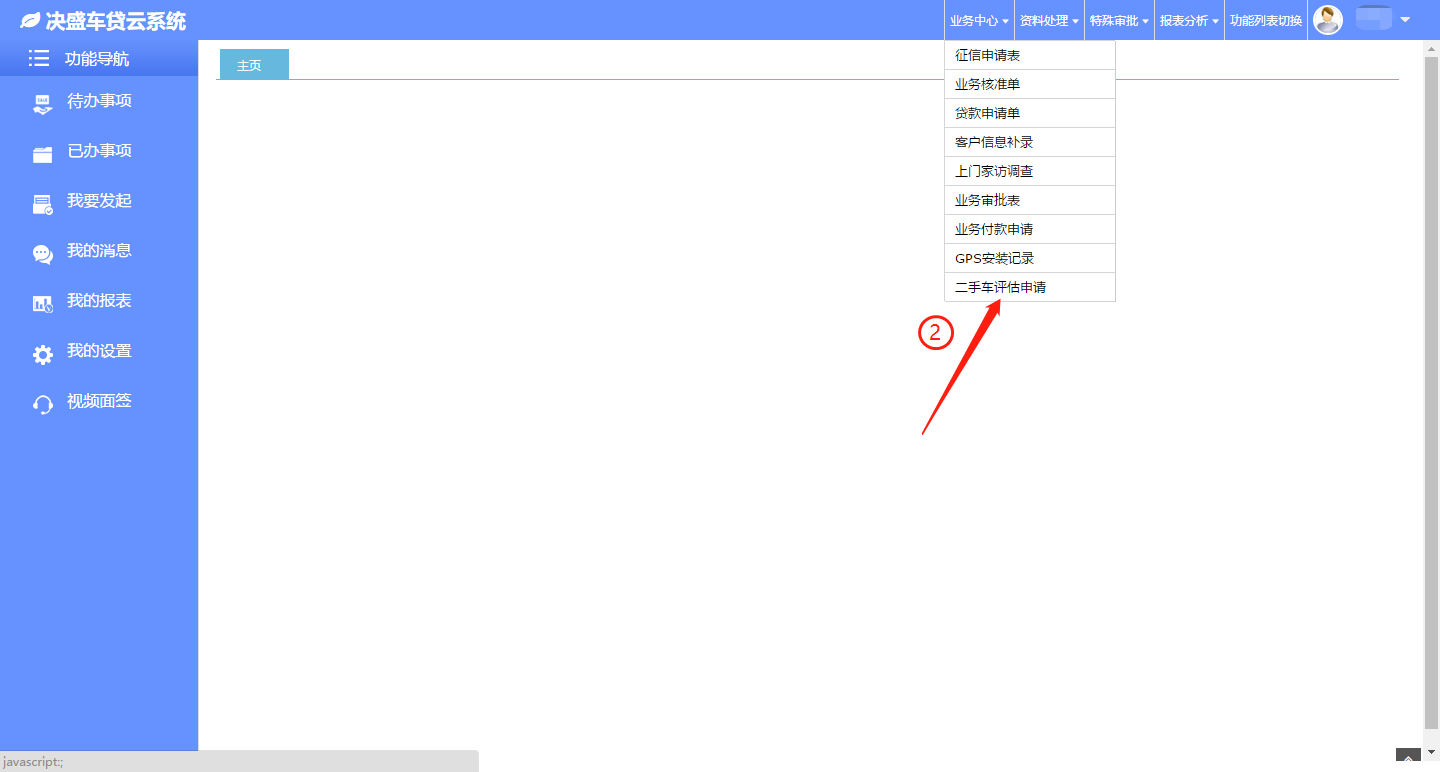 决盛车贷云系统
业务中心 资料处理 特殊审批 报表分析 功能列表切换
功能导航
待办事项
已办事项
我要发起
我的消息
我的报表
我的设置
视频面签
主页
征信申请表
业务核准单
贷款申请单
客户信息补录
上门家访调查
业务审批表
业务付款申请
GPS安装记录
二手车评估申请
2
javascript:;